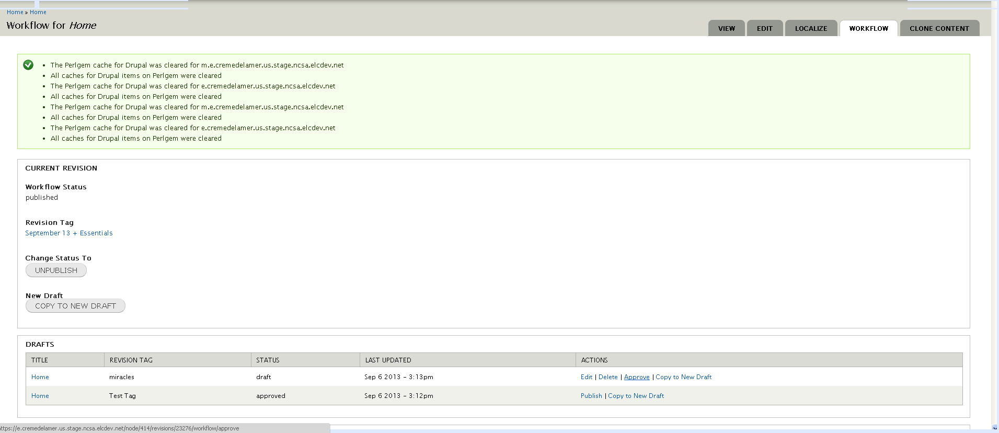 Home » Home
Workflow for Home
VIEW EDIT LOCALIZE WORKFLOW CLONE CONTENT
• The Perlgem cache for Drupal was cleared for m.e.cremedelamer.us.stage.ncsa.elcdev.net
• All caches for Drupal items on Perlgem were cleared
• The Perlgem cache for Drupal was cleared for e.cremedelamer.us.stage.ncsa.elcdev.net
• All caches for Drupal items on Perlgem were cleared
• The Perlgem cache for Drupal was cleared for m.e.cremedelamer.us.stage.ncsa.elcdev.net
• All caches for Drupal items on Perlgem were cleared
• The Perlgem cache for Drupal was cleared for e.cremedelamer.us.stage.ncsa.elcdev.net
• All caches for Drupal items on Perlgem were cleared
CURRENT REVISION
Workflow Status
published
Revision Tag
September 13 + Essentials
Change Status To
UNPUBLISH
New Draft
COPY TO NEW DRAFT
DRAFTS
TITLE REVISION TAG STATUS LAST UPDATED ACTIONS
Home miracles draft Sep 6 2013 - 3:13pm Edit | Delete | Approve | Copy to New Draft
Home Test Tag approved Sep 6 2013 - 3:12pm Publish | Copy to New Draft
ttps://e.cremedelamer.us.stage.ncsa.elcdev.net/node/414/revisions/23276/workflow/approve